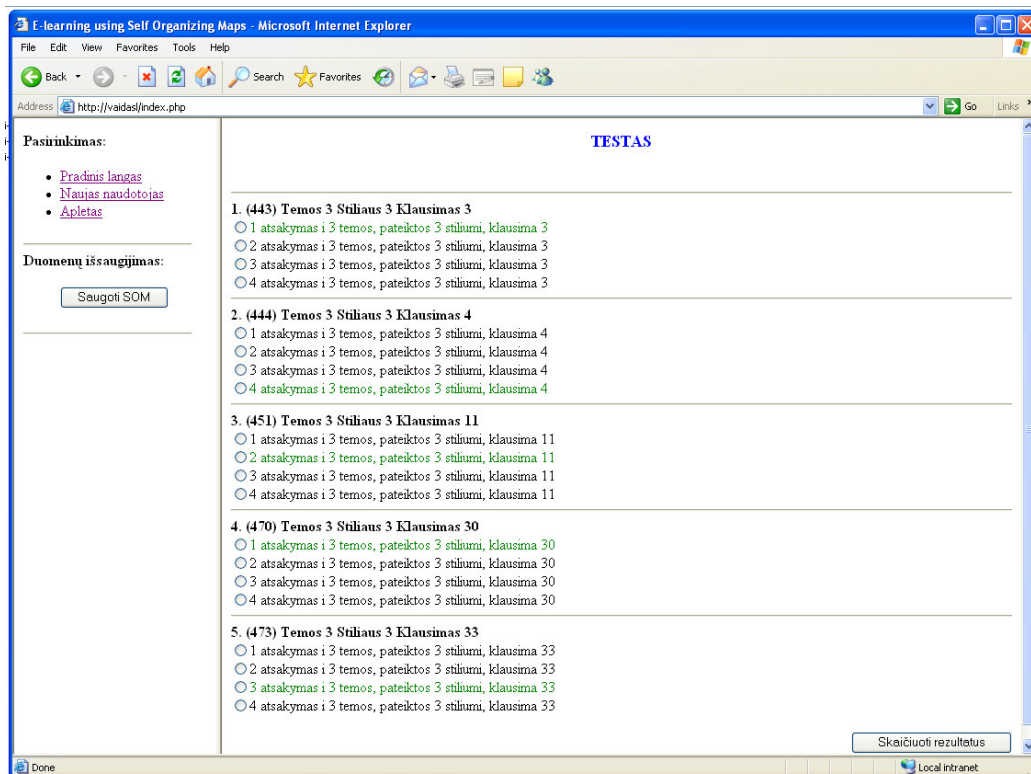 E-learning using Self Organizing Maps - Microsoft Internet Explorer
File Edit View Favorites Tools Help
Back Search Favorites
Address http://vaidasl/index.php Go Links
Pasirinkimas:
Pradinis langas
Naujas naudotojas
Apletas
Duomenų išsaugijimas:
Saugoti SOM
TESTAS
1. (443) Temos 3 Stiliaus 3 Klausimas 3
1 atsakymas i 3 temos, pateiktos 3 stiliumi, klausima 3
2 atsakymas i 3 temos, pateiktos 3 stiliumi, klausima 3
3 atsakymas i 3 temos, pateiktos 3 stiliumi, klausima 3
4 atsakymas i 3 temos, pateiktos 3 stiliumi, klausima 3
2. (444) Temos 3 Stiliaus 3 Klausimas 4
1 atsakymas i 3 temos, pateiktos 3 stiliumi, klausima 4
2 atsakymas i 3 temos, pateiktos 3 stiliumi, klausima 4
3 atsakymas i 3 temos, pateiktos 3 stiliumi, klausima 4
4 atsakymas i 3 temos, pateiktos 3 stiliumi, klausima 4
3. (451) Temos 3 Stiliaus 3 Klausimas 11
1 atsakymas i 3 temos, pateiktos 3 stiliumi, klausima 11
2 atsakymas i 3 temos, pateiktos 3 stiliumi, klausima 11
3 atsakymas i 3 temos, pateiktos 3 stiliumi, klausima 11
4 atsakymas i 3 temos, pateiktos 3 stiliumi, klausima 11
4. (470) Temos 3 Stiliaus 3 Klausimas 30
1 atsakymas i 3 temos, pateiktos 3 stiliumi, klausima 30
2 atsakymas i 3 temos, pateiktos 3 stiliumi, klausima 30
3 atsakymas i 3 temos, pateiktos 3 stiliumi, klausima 30
4 atsakymas i 3 temos, pateiktos 3 stiliumi, klausima 30
5. (473) Temos 3 Stiliaus 3 Klausimas 33
1 atsakymas i 3 temos, pateiktos 3 stiliumi, klausima 33
2 atsakymas i 3 temos, pateiktos 3 stiliumi, klausima 33
3 atsakymas i 3 temos, pateiktos 3 stiliumi, klausima 33
4 atsakymas i 3 temos, pateiktos 3 stiliumi, klausima 33
Skaičiuoti rezultatus
Done Local intranet